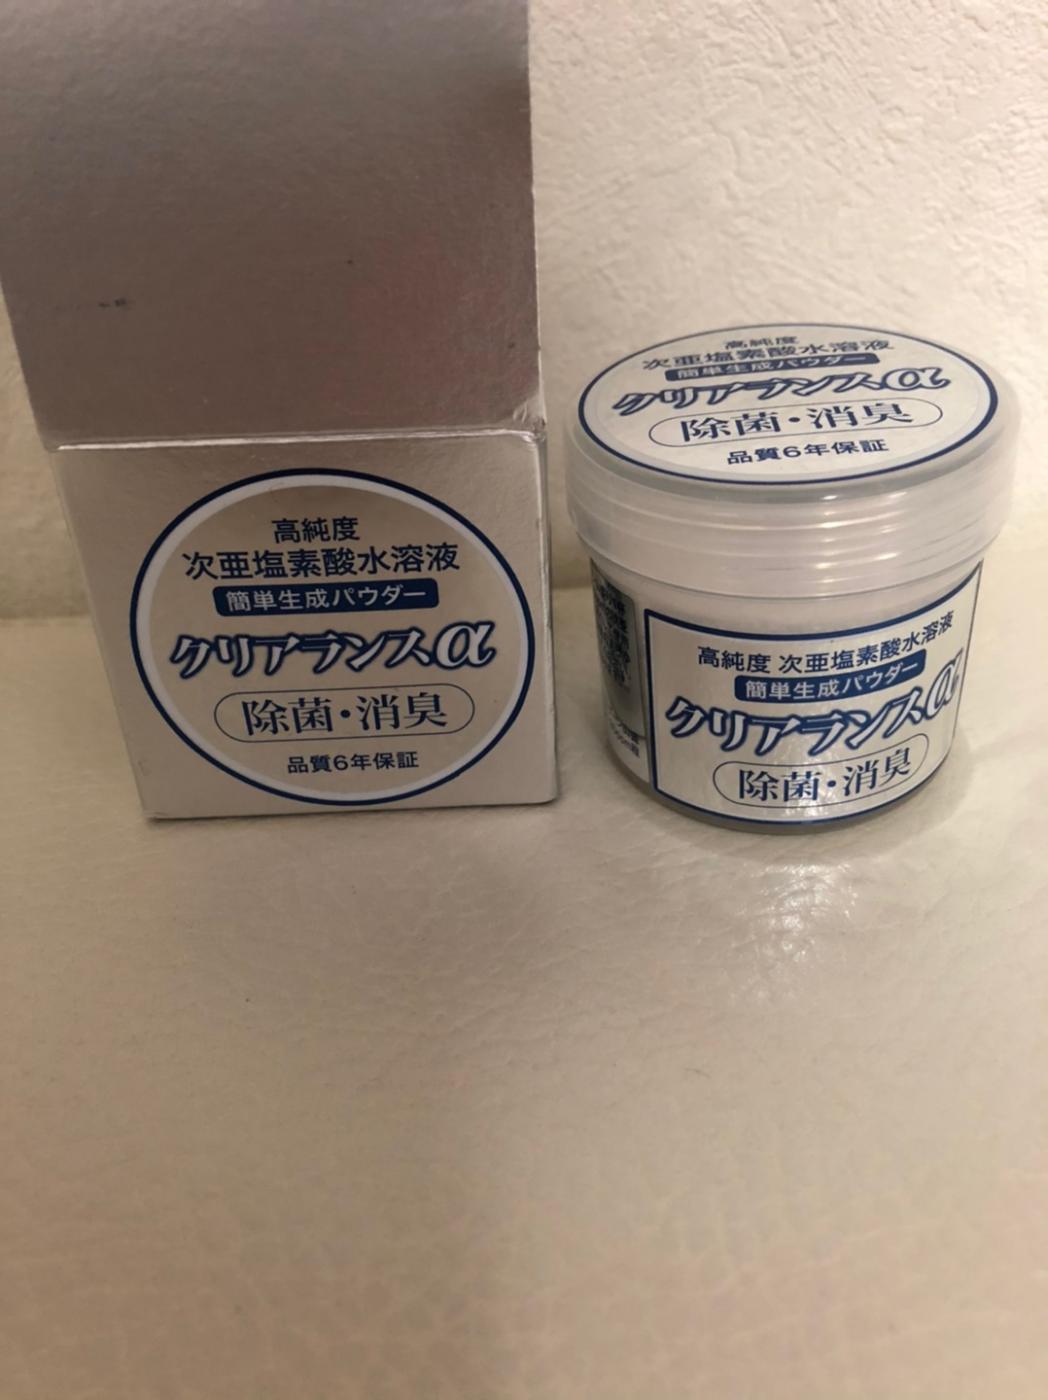 高純度
次亜塩素酸水溶液
簡単生成パウダー
クリアランスα
除菌・消臭
品質6年保証
高純度
次亜塩素酸水溶液
簡単生成パウダー
クリアランスα
除菌・消臭
品質6年保証
高純度 次亜塩素酸水溶液
簡単生成パウダー
クリアランスα
除菌・消臭